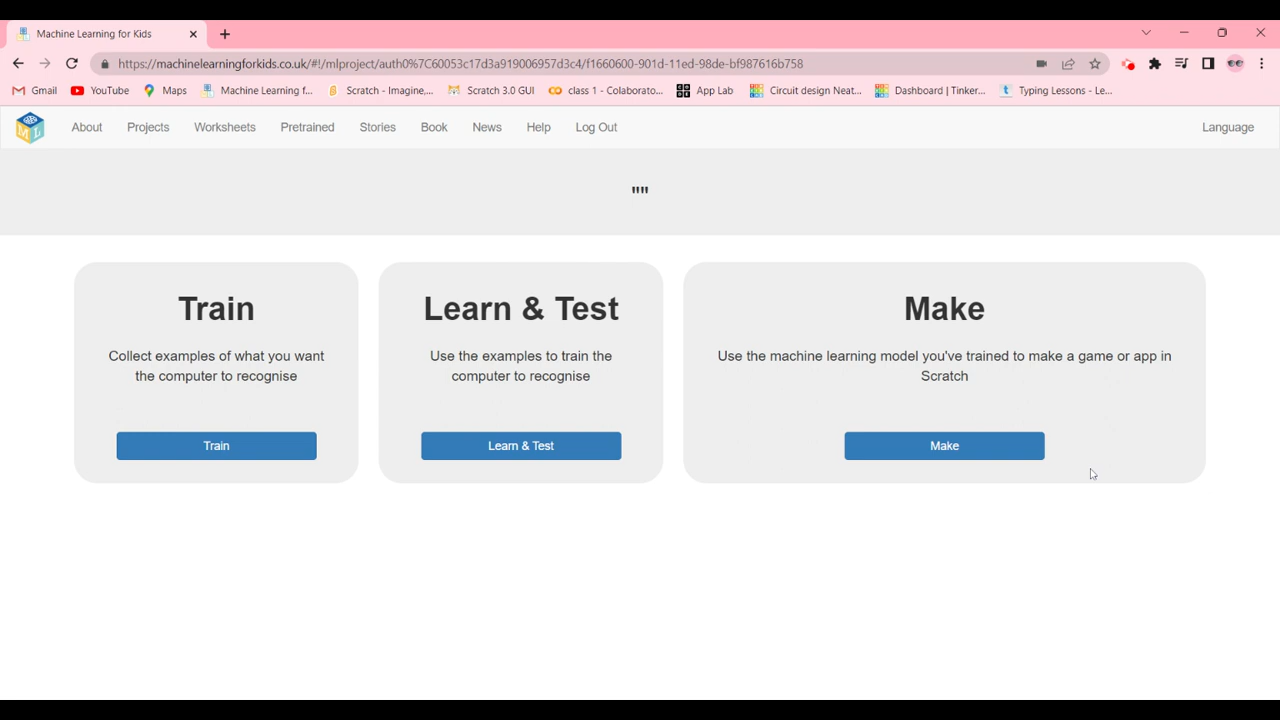 Machine Learning for Kids
https://machinelearningforkids.co.uk/#!/mlproject/auth0%7C60053c17d3a919006957d3c4/f1660600-901d-11ed-98de-bf987616b758
Gmail YouTube Maps Machine Learning f... Scratch - Imagine,... Scratch 3.0 GUI class 1 - Colaborato... App Lab Circuit design Neat... Dashboard | Tinker... Typing Lessons - Le...
ML About Projects Worksheets Pretrained Stories Book News Help Log Out Language
""
Train
Collect examples of what you want
the computer to recognise
Train
Learn & Test
Use the examples to train the
computer to recognise
Learn & Test
Make
Use the machine learning model you've trained to make a game or app in
Scratch
Make